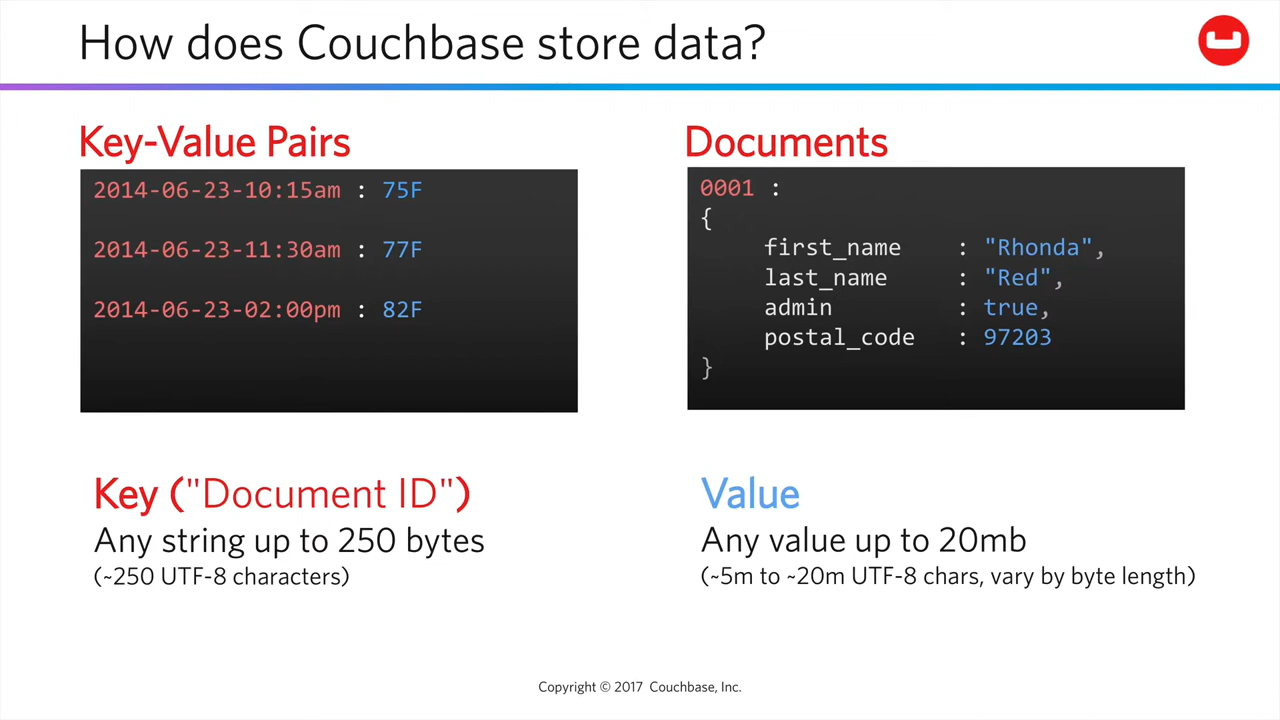 How does Couchbase store data?
Key-Value Pairs
2014-06-23-10:15am : 75F
2014-06-23-11:30am : 77F
2014-06-23-02:00pm : 82F
Documents
0001 :
{
first_name : "Rhonda",
last_name : "Red",
admin : true,
postal_code : 97203
}
Key ("Document ID")
Any string up to 250 bytes
(~250 UTF-8 characters)
Value
Any value up to 20mb
(~5m to ~20m UTF-8 chars, vary by byte length)
Copyright © 2017 Couchbase, Inc.